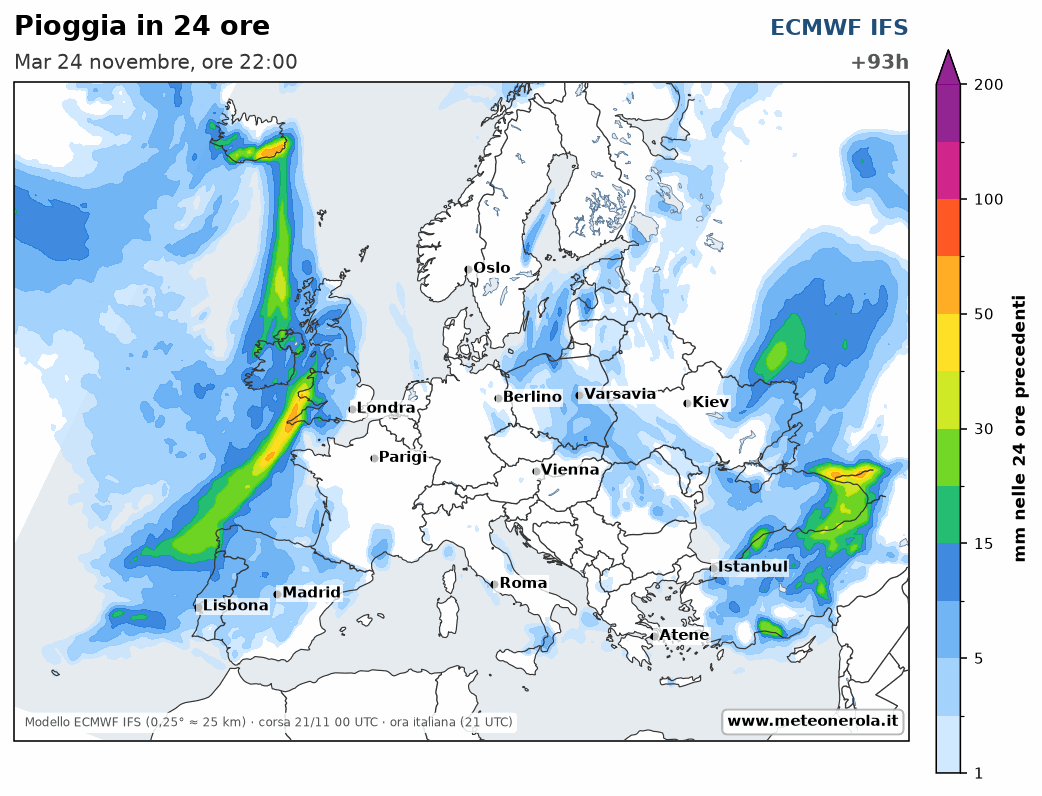 Pioggia in 24 ore
ECMWF IFS
Mar 24 novembre, ore 22:00
+93h
200
100
50
30
15
5
1
mm nelle 24 ore precedenti
Oslo
Berlino
Varsavia
Kiev
Londra
Parigi
Vienna
Istanbul
Roma
Madrid
Lisbona
Atene
Modello ECMWF IFS (0,25° ≈ 25 km) · corsa 21/11 00 UTC · ora italiana (21 UTC)
www.meteonerola.it